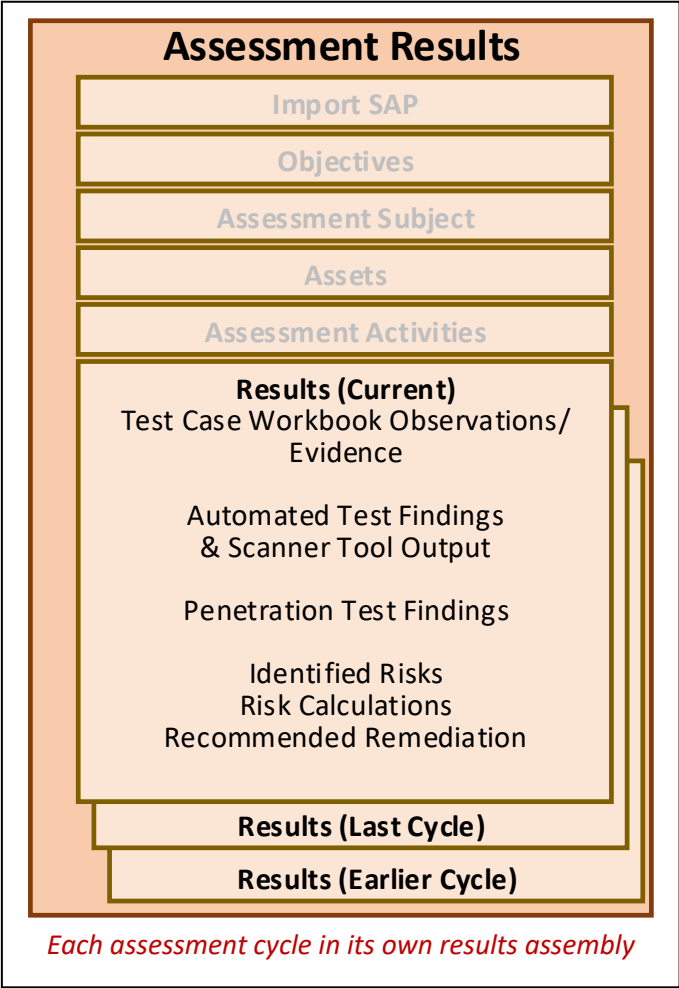 Assessment Results
Import SAP
Objectives
Assessment Subject
Assets
Assessment Activities
Results (Current)
Test Case Workbook Observations/
Evidence
Automated Test Findings
& Scanner Tool Output
Penetration Test Findings
Identified Risks
Risk Calculations
Recommended Remediation
Results (Last Cycle)
Results (Earlier Cycle)
Each assessment cycle in its own results assembly